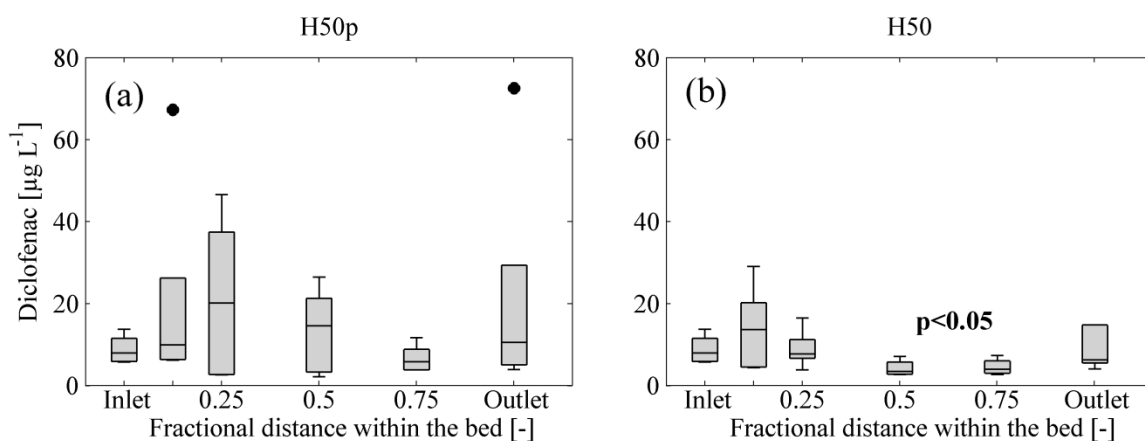 H50p
(a)
80
60
40
20
0
Diclofenac [µg L⁻¹]
Inlet 0.25 0.5 0.75 Outlet
Fractional distance within the bed [-]
H50
(b)
80
60
40
20
0
p<0.05
Inlet 0.25 0.5 0.75 Outlet
Fractional distance within the bed [-]